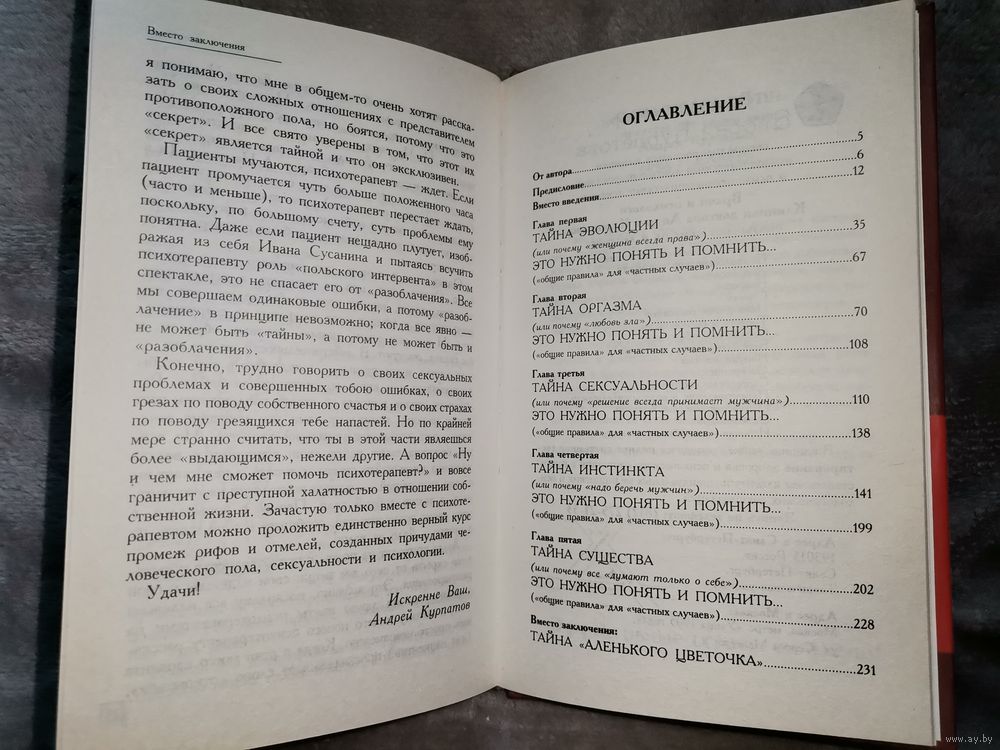 Вместо заключения
я понимаю, что мне в общем-то очень хотят расска-
зать о своих сложных отношениях с представителем
противоположного пола, но боятся, потому что это
«секрет». И все свято уверены в том, что этот их
«секрет» является тайной и что он эксклюзивен.
Пациенты мучаются, психотерапевт — ждет. Если
пациент промучается чуть больше положенного часа
(часто и меньше), то психотерапевт перестает ждать,
поскольку, по большому счету, суть проблемы ему
понятна. Даже если пациент нещадно плутует, изоб-
ражая из себя Ивана Сусанина и пытаясь всучить
психотерапевту роль «польского интервента» в этом
спектакле, это не спасает его от «разоблачения». Все
мы совершаем одинаковые ошибки, а потому «разоб-
лачение» в принципе невозможно; когда все явно —
не может быть «тайны», а потому не может быть и
«разоблачения».
Конечно, трудно говорить о своих сексуальных
проблемах и совершенных тобою ошибках, о своих
грезах по поводу собственного счастья и о своих страхах
по поводу грезящихся тебе напастей. Но по крайней
мере странно считать, что ты в этой части являешься
более «выдающимся», нежели другие. А вопрос «Ну
и чем мне сможет помочь психотерапевт?» и вовсе
граничит с преступной халатностью в отношении соб-
ственной жизни. Зачастую только вместе с психоте-
рапевтом можно проложить единственно верный курс
промеж рифов и отмелей, созданных причудами че-
ловеческого пола, сексуальности и психологии.
Удачи!
Искренне Ваш,
Андрей Курпатов
ОГЛАВЛЕНИЕ
От автора 5
Предисловие 6
Вместо введения 12
Глава первая
ТАЙНА ЭВОЛЮЦИИ
(или почему «женщина всегда права») 35
ЭТО НУЖНО ПОНЯТЬ И ПОМНИТЬ...
(«общие правила» для «частных случаев») 67
Глава вторая
ТАЙНА ОРГАЗМА
(или почему «любовь зла») 70
ЭТО НУЖНО ПОНЯТЬ И ПОМНИТЬ...
(«общие правила» для «частных случаев») 108
Глава третья
ТАЙНА СЕКСУАЛЬНОСТИ
(или почему «решение всегда принимает мужчина») 110
ЭТО НУЖНО ПОНЯТЬ И ПОМНИТЬ...
(«общие правила» для «частных случаев») 138
Глава четвертая
ТАЙНА ИНСТИНКТА
(или почему «надо беречь мужчин») 141
ЭТО НУЖНО ПОНЯТЬ И ПОМНИТЬ...
(«общие правила» для «частных случаев») 199
Глава пятая
ТАЙНА СУЩЕСТВА
(или почему все «думают только о себе») 202
ЭТО НУЖНО ПОНЯТЬ И ПОМНИТЬ...
(«общие правила» для «частных случаев») 228
Вместо заключения:
ТАЙНА «АЛЕНЬКОГО ЦВЕТОЧКА» 231
www.ay.by